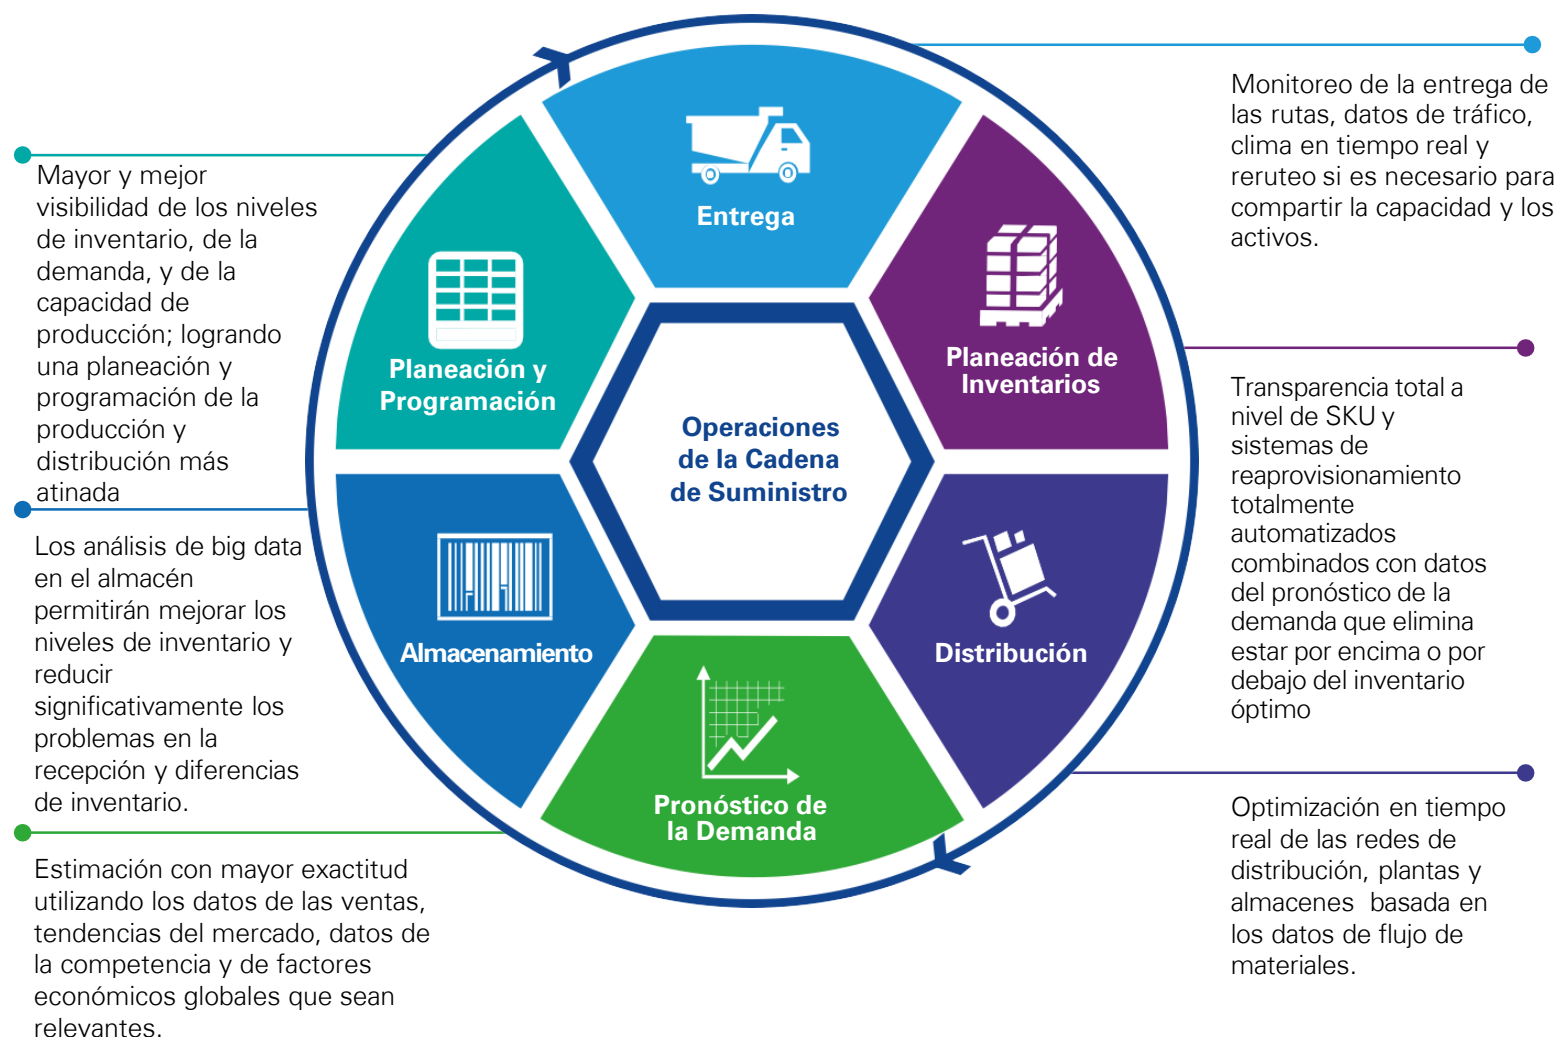 Monitoreo de la entrega de
las rutas, datos de tráfico,
clima en tiempo real y
reruteo si es necesario para
compartir la capacidad y los
activos.
Mayor y mejor
visibilidad de los niveles
de inventario, de la
demanda, y de la
capacidad de
producción; logrando
una planeación y
programación de la
producción y
distribución más
atinada
Entrega
Planeación y
Programación
Planeación de
Inventarios
Operaciones
de la Cadena
de Suministro
Transparencia total a
nivel de SKU y
sistemas de
reaprovisionamiento
totalmente
automatizados
combinados con datos
del pronóstico de la
demanda que elimina
estar por encima o por
debajo del inventario
óptimo
Los análisis de big data
en el almacén
permitirán mejorar los
niveles de inventario y
reducir
significativamente los
problemas en la
recepción y diferencias
de inventario.
Almacenamiento
Distribución
Pronóstico de
la Demanda
Optimización en tiempo
real de las redes de
distribución, plantas y
almacenes basada en
los datos de flujo de
materiales.
Estimación con mayor exactitud
utilizando los datos de las ventas,
tendencias del mercado, datos de
la competencia y de factores
económicos globales que sean
relevantes.